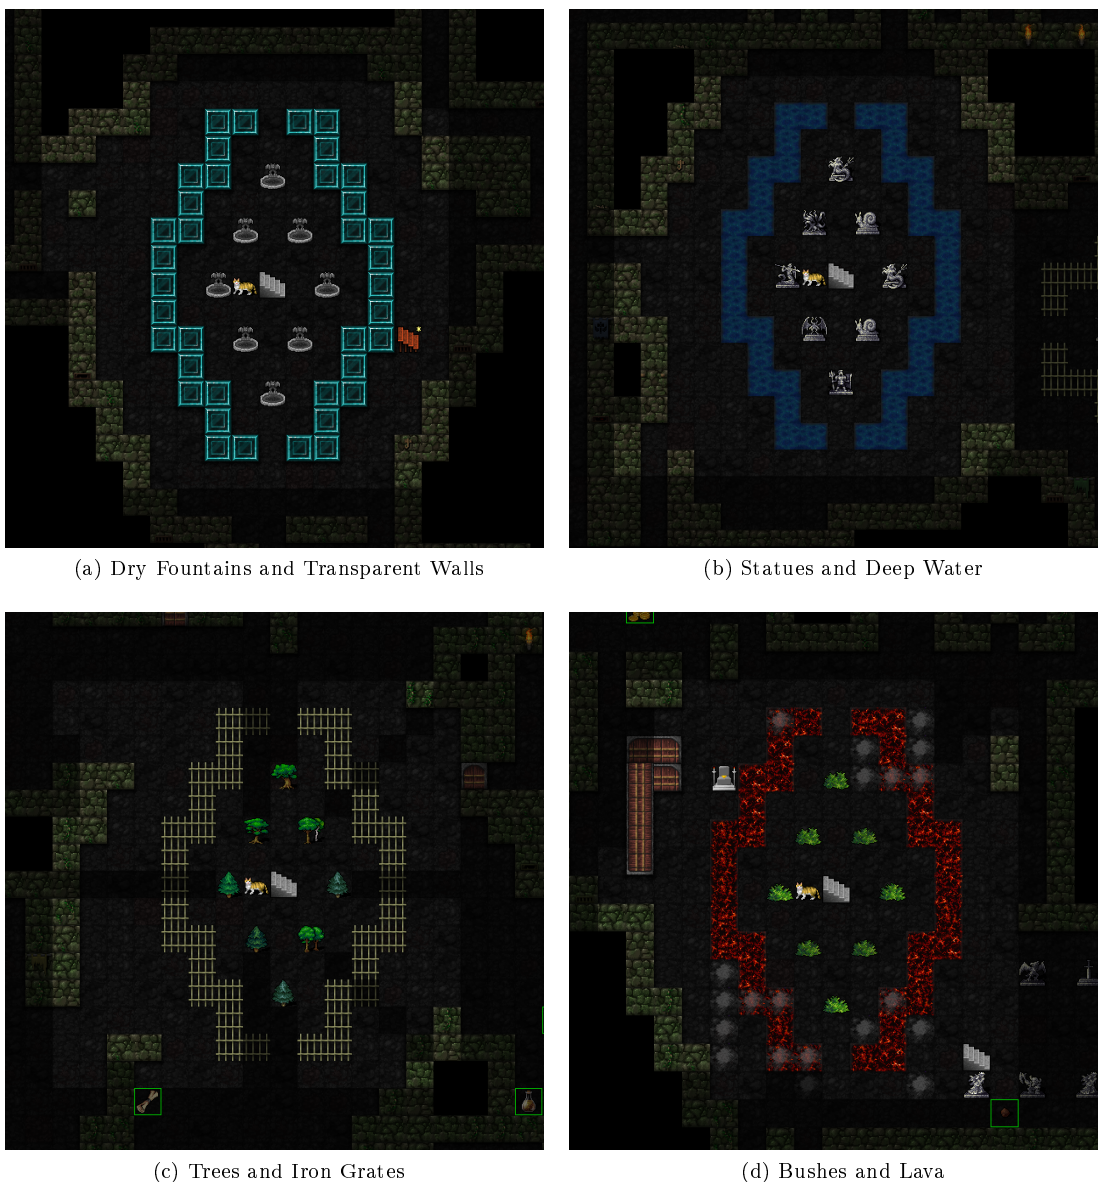 (a) Dry Fountains and Transparent Walls
(b) Statues and Deep Water
(c) Trees and Iron Grates
(d) Bushes and Lava